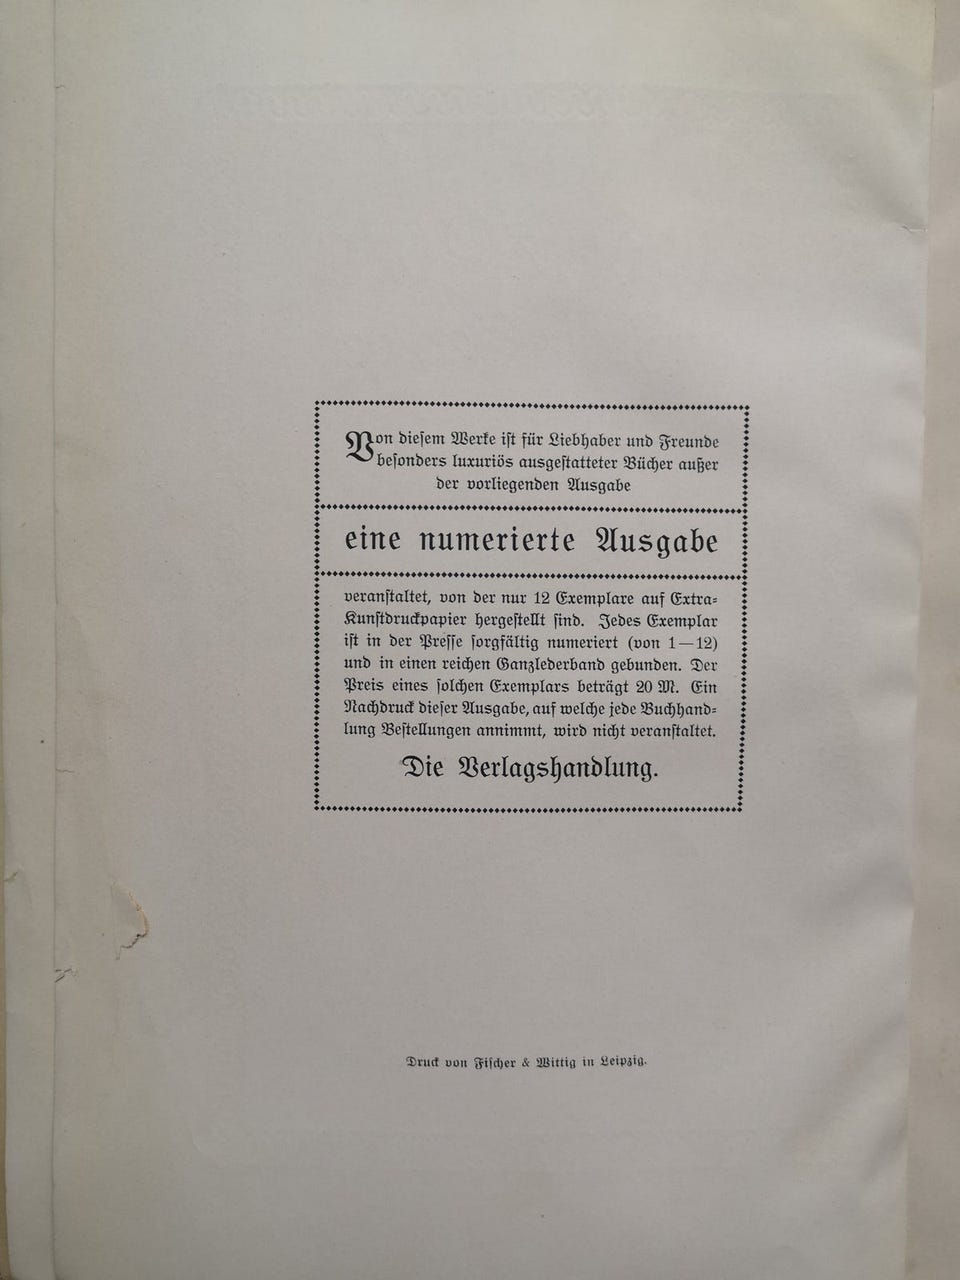 Von dieſem Werke iſt für Liebhaber und Freunde
beſonders luxuriös ausgeſtatteter Bücher außer
der vorliegenden Ausgabe
eine numerierte Ausgabe
veranſtaltet, von der nur 12 Exemplare auf Extra-
Kunſtdruckpapier hergeſtellt ſind. Jedes Exemplar
iſt in der Preſſe ſorgfältig numeriert (von 1—12)
und in einen reichen Ganzlederband gebunden. Der
Preis eines ſolchen Exemplars beträgt 20 M. Ein
Nachdruck dieſer Ausgabe, auf welche jede Buchhand-
lung Beſtellungen annimmt, wird nicht veranſtaltet.
Die Verlagshandlung.
Druck von Fiſcher & Wittig in Leipzig.